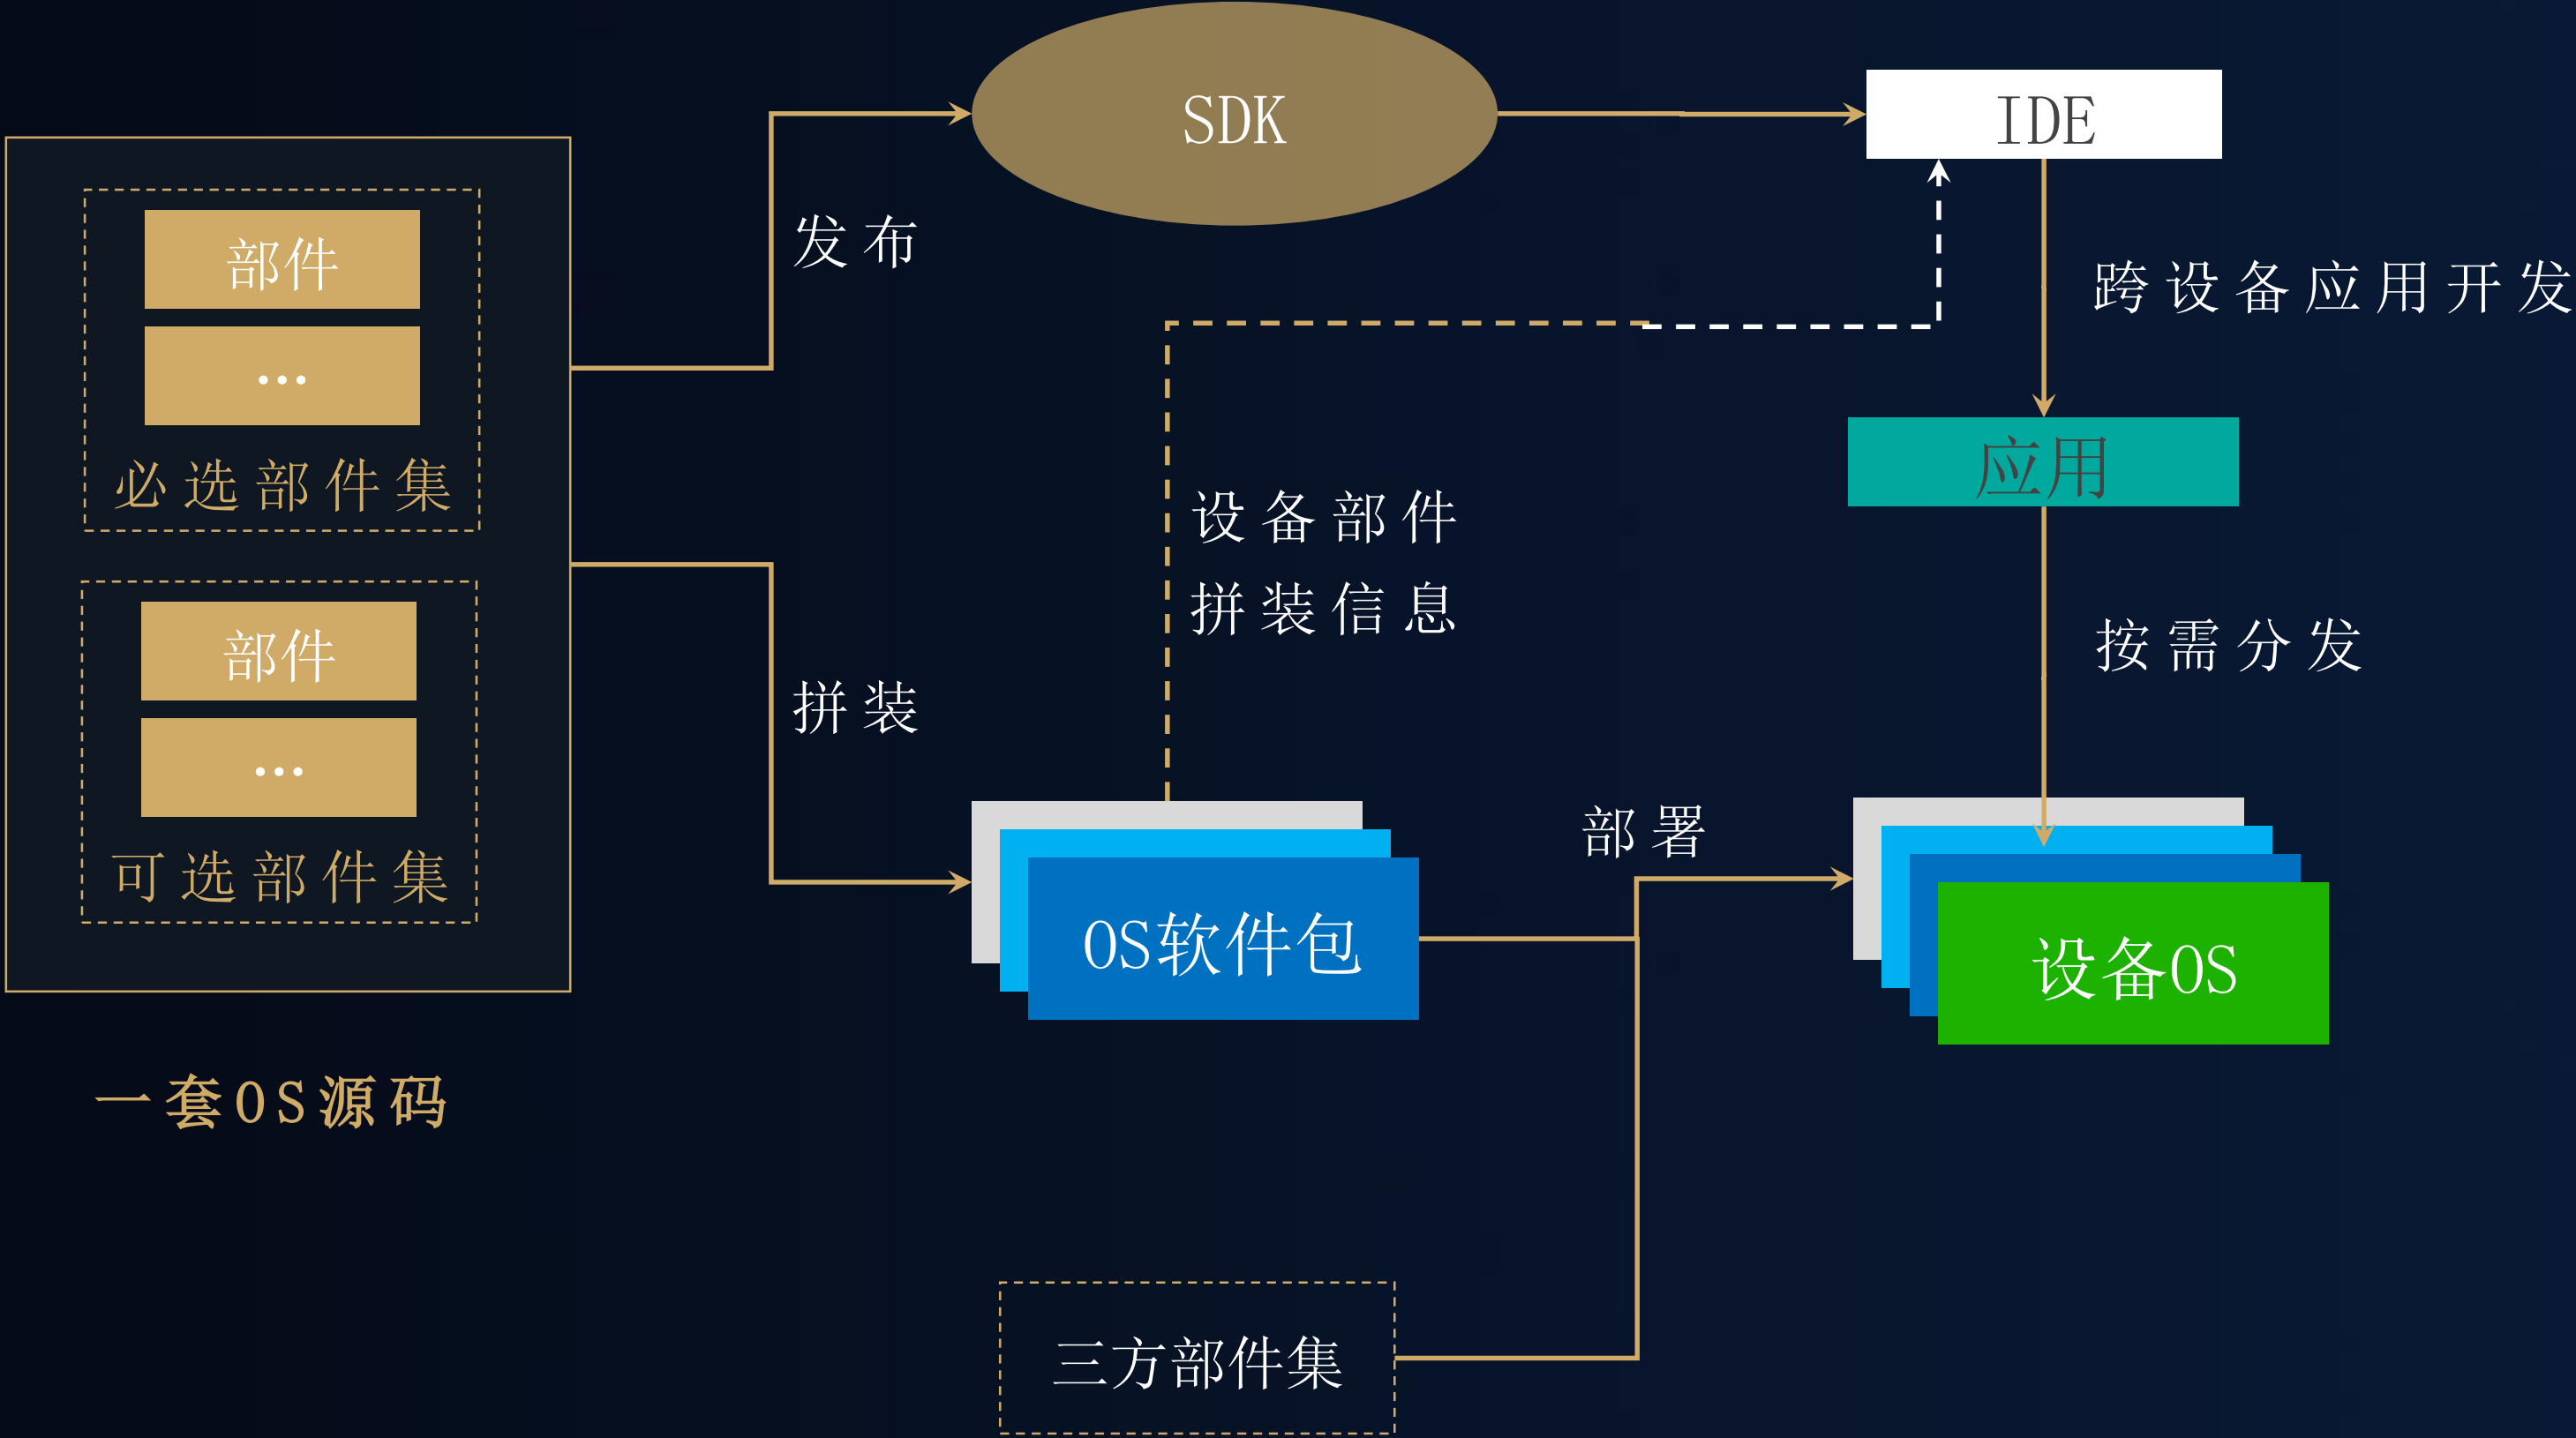 部件
…
必选部件集
部件
…
可选部件集
一套OS源码
发布
拼装
SDK
设备部件
拼装信息
OS软件包
三方部件集
部署
IDE
跨设备应用开发
应用
按需分发
设备OS